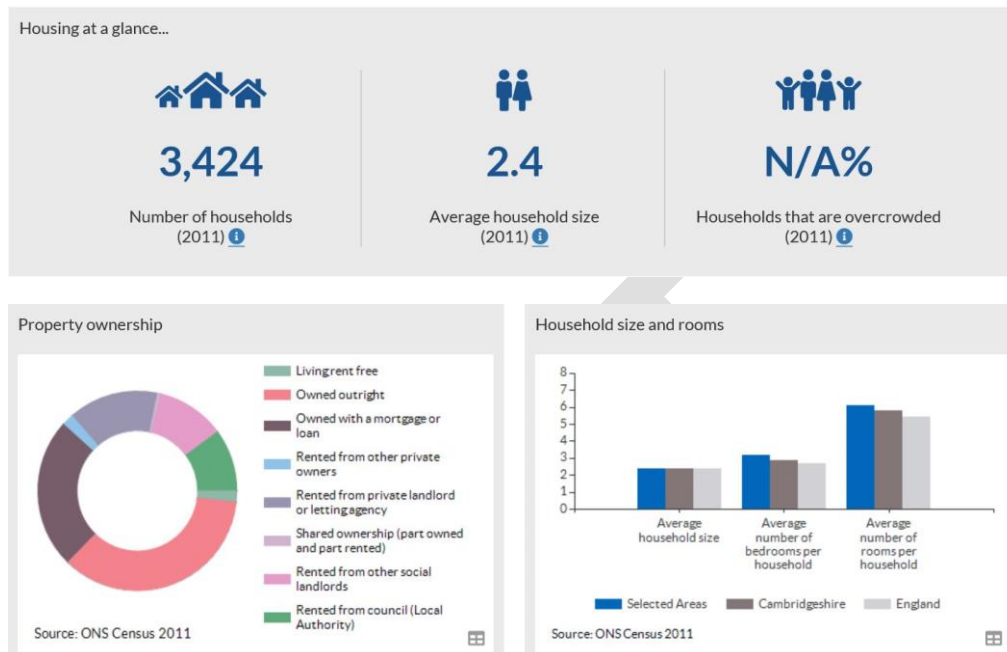 Housing at a glance...
3,424
Number of households
(2011)
2.4
Average household size
(2011)
N/A%
Households that are overcrowded
(2011)
Property ownership
Living rent free
Owned outright
Owned with a mortgage or
loan
Rented from other private
owners
Rented from private landlord
or letting agency
Shared ownership (part owned
and part rented)
Rented from other social
landlords
Rented from council (Local
Authority)
Source: ONS Census 2011
Household size and rooms
8
7
6
5
4
3
2
1
0
Average
household size
Average
number of
bedrooms per
household
Average
number of
rooms per
household
Selected Areas
Cambridgeshire
England
Source: ONS Census 2011